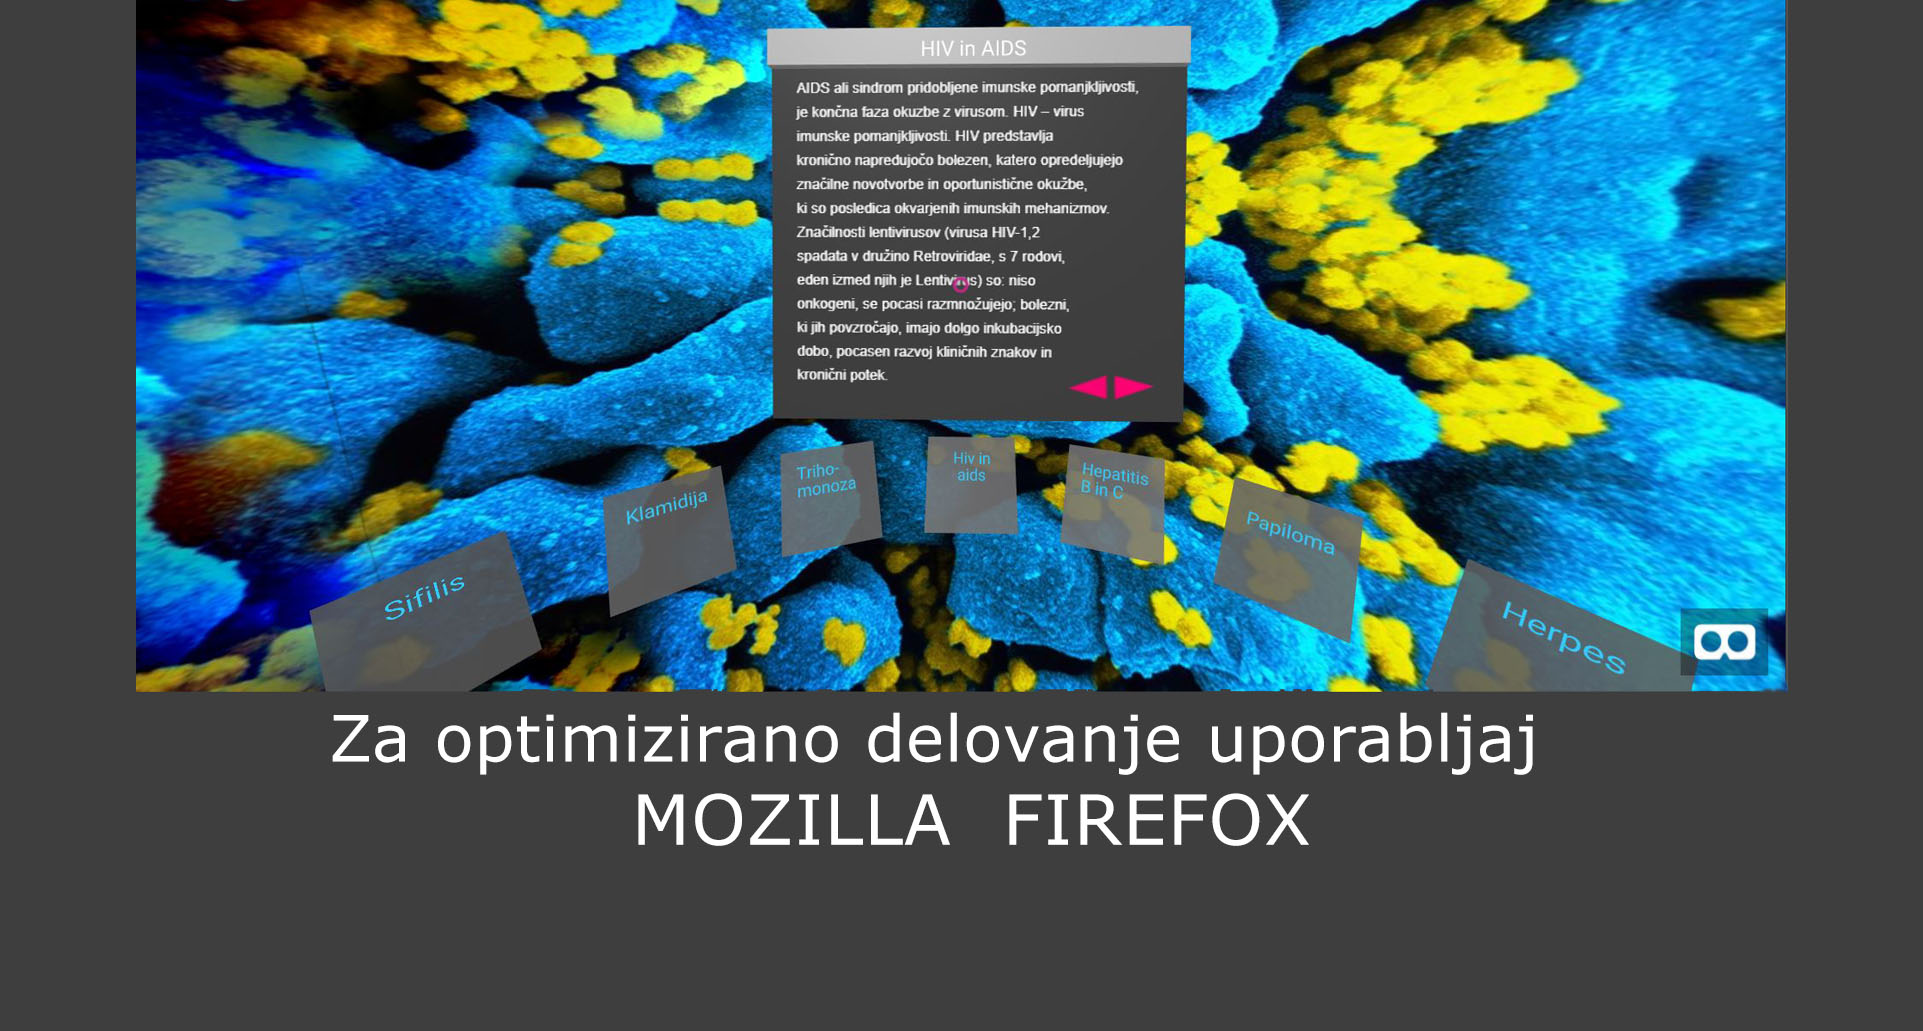 HIV in AIDS
AIDS ali sindrom pridobljene imunske pomanjkljivosti,
je končna faza okuzbe z virusom. HIV – virus
imunske pomanjkljivosti. HIV predstavlja
kronično napredujočo bolezen, katero opredeljujejo
značilne novotvorbe in oportunistične okužbe,
ki so posledica okvarjenih imunskih mehanizmov.
Značilnosti lentivirusov (virusa HIV-1,2
spadata v družino Retroviridae, s 7 rodovi,
eden izmed njih je Lentivirus) so: niso
onkogeni, se pocasi razmnožujejo; bolezni,
ki jih povzročajo, imajo dolgo inkubacijsko
dobo, pocasen razvoj kliničnih znakov in
kronični potek.
Sifilis
Klamidija
Triho-
monoza
Hiv in
aids
Hepatitis
B in C
Papiloma
Herpes
Za optimizirano delovanje uporabljaj
MOZILLA FIREFOX